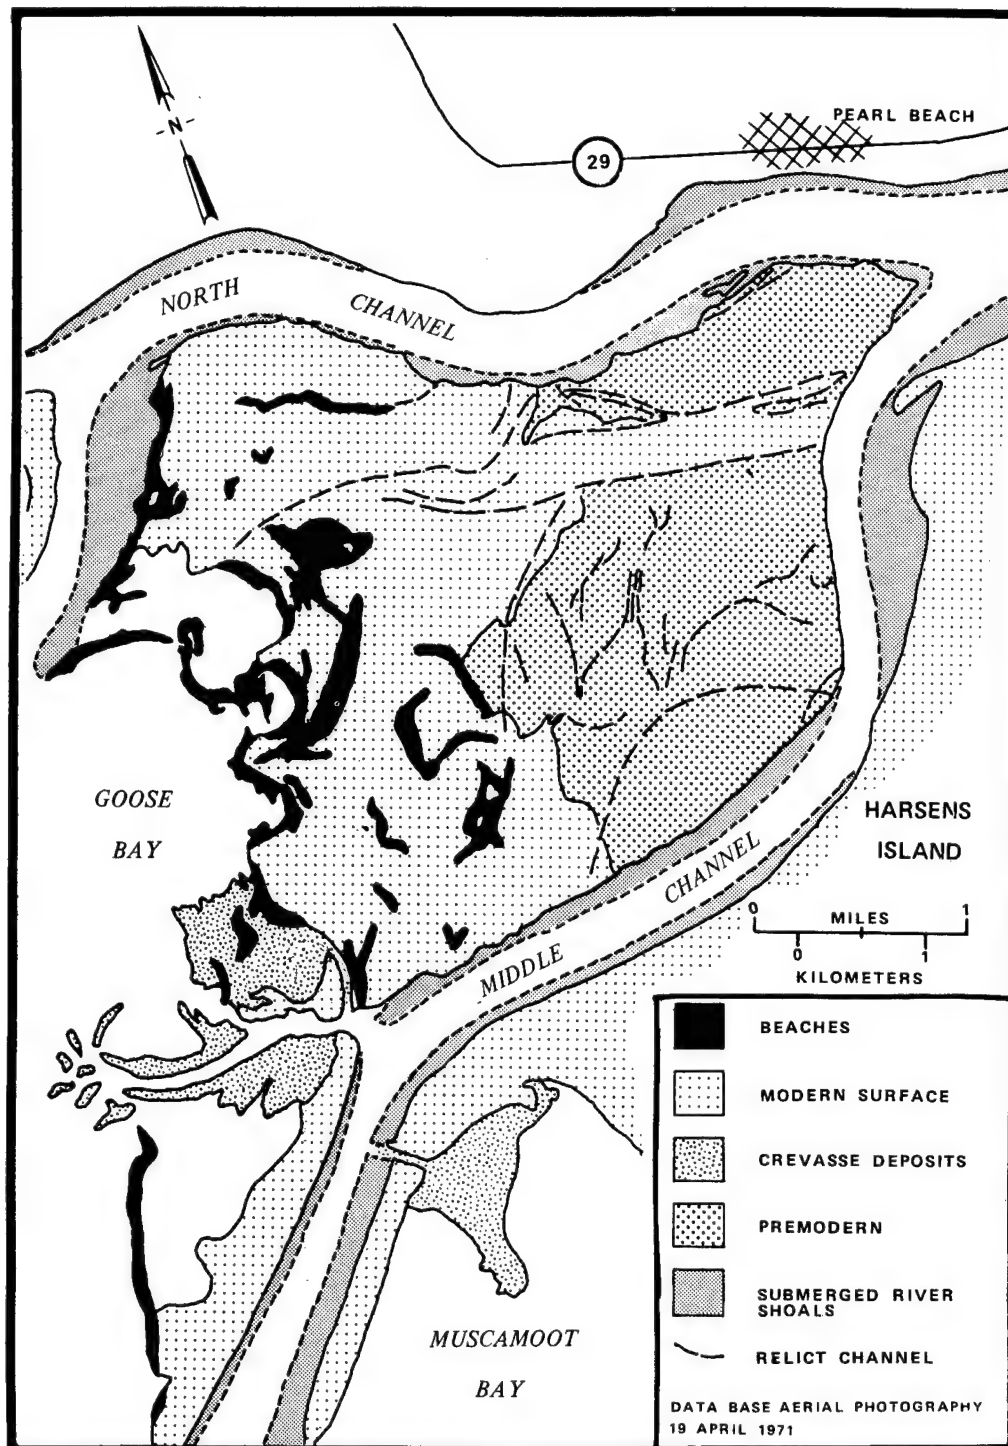 PEARL BEACH
N
29
NORTH CHANNEL
GOOSE
BAY
HARSENS
ISLAND
MIDDLE CHANNEL
0 MILES 1
0 1
KILOMETERS
BEACHES
MODERN SURFACE
CREVASSE DEPOSITS
PREMODERN
SUBMERGED RIVER
SHOALS
RELICT CHANNEL
MUSCAMOOT
BAY
DATA BASE AERIAL PHOTOGRAPHY
19 APRIL 1971